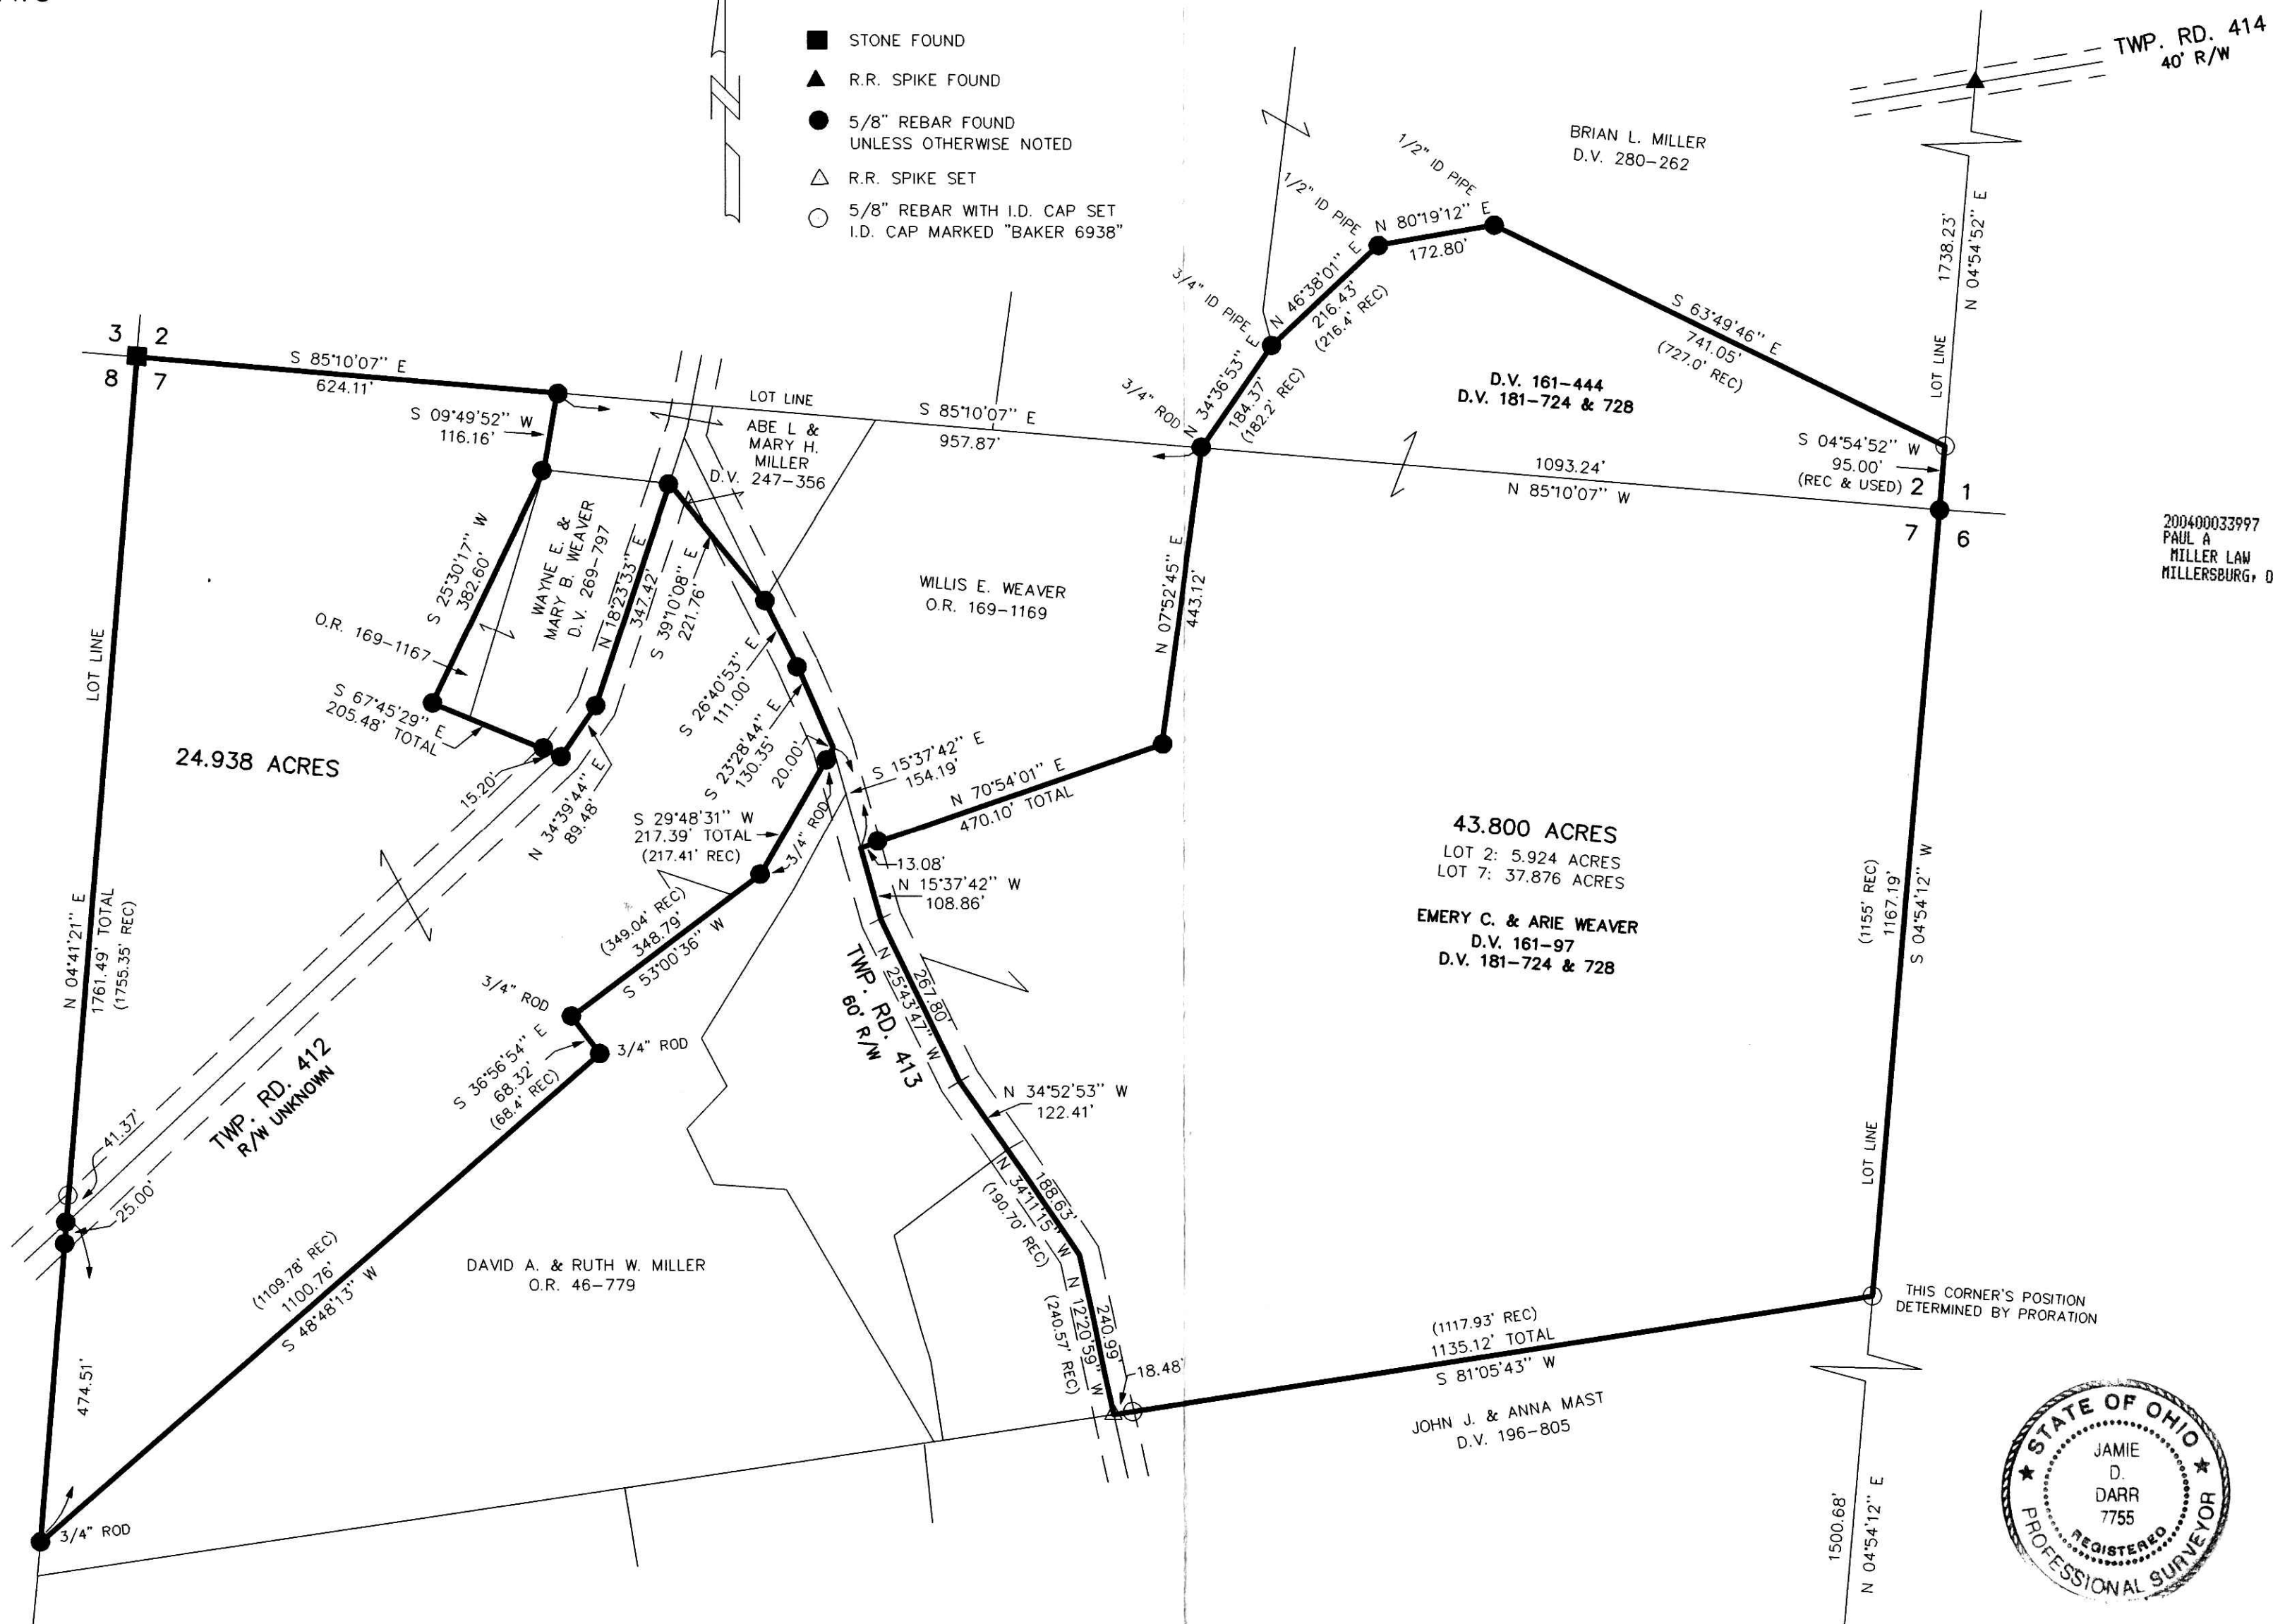 ■ STONE FOUND
▲ R.R. SPIKE FOUND
● 5/8" REBAR FOUND
UNLESS OTHERWISE NOTED
△ R.R. SPIKE SET
○ 5/8" REBAR WITH I.D. CAP SET
I.D. CAP MARKED "BAKER 6938"
N
TWP. RD. 414
40' R/W
BRIAN L. MILLER
D.V. 280-262
1/2" ID PIPE
1/2" ID PIPE
3/4" ID PIPE
3/4" ROD
N 80°19'12" E
172.80'
N 46°38'01" E
216.43'
(216.4' REC)
N 34°36'53" E
184.37'
(182.2' REC)
S 63°49'46" E
741.05'
(727.0' REC)
1738.23'
N 04°54'52" E
LOT LINE
D.V. 161-444
D.V. 181-724 & 728
S 04°54'52" W
95.00'
(REC & USED)
2 1
7 6
1093.24'
N 85°10'07" W
200400033997
PAUL A
MILLER LAW
MILLERSBURG, O
3 2
8 7
S 85°10'07" E
624.11'
LOT LINE
S 85°10'07" E
957.87'
S 09°49'52" W
116.16'
ABE L &
MARY H.
MILLER
D.V. 247-356
S 25°30'17" W
382.60'
WAYNE E. &
MARY B. WEAVER
D.V. 269-797
N 18°23'33" E
347.42'
S 39°10'08" E
221.76'
O.R. 169-1167
S 67°45'29" E
205.48' TOTAL
15.20'
N 34°39'44" E
89.48'
S 26°40'53" E
111.00'
S 23°28'44" E
130.35'
20.00'
WILLIS E. WEAVER
O.R. 169-1169
N 07°52'45" E
443.12'
S 15°37'42" E
154.19'
N 70°54'01" E
470.10' TOTAL
13.08'
N 15°37'42" W
108.86'
24.938 ACRES
LOT LINE
N 04°41'21" E
1761.49' TOTAL
(1755.35' REC)
S 29°48'31" W
217.39' TOTAL
(217.41' REC)
3/4" ROD
(349.04' REC)
348.79'
S 53°00'36" W
3/4" ROD
3/4" ROD
S 36°56'54" E
68.32'
(68.4' REC)
TWP. RD. 412
R/W UNKNOWN
41.37'
25.00'
TWP. RD. 413
60' R/W
267.80'
N 25°43'47" W
N 34°52'53" W
122.41'
188.63'
N 34°11'15" W
(190.70' REC)
240.99'
N 12°20'59" W
(240.57' REC)
18.48'
43.800 ACRES
LOT 2: 5.924 ACRES
LOT 7: 37.876 ACRES
EMERY C. & ARIE WEAVER
D.V. 161-97
D.V. 181-724 & 728
(1155' REC)
1167.19'
S 04°54'12" W
LOT LINE
THIS CORNER'S POSITION
DETERMINED BY PRORATION
(1117.93' REC)
1135.12' TOTAL
S 81°05'43" W
JOHN J. & ANNA MAST
D.V. 196-805
DAVID A. & RUTH W. MILLER
O.R. 46-779
(1109.78' REC)
1100.76'
S 48°48'13" W
474.51'
3/4" ROD
1500.68'
N 04°54'12" E
★ STATE OF OHIO ★
JAMIE
D.
DARR
7755
REGISTERED
PROFESSIONAL SURVEYOR